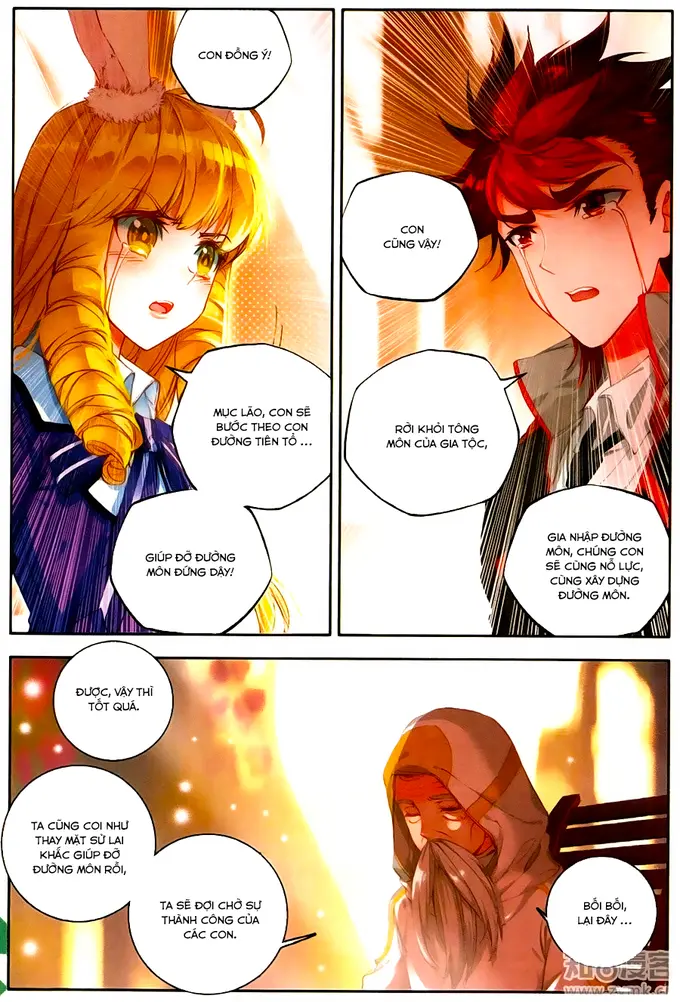 CON ĐỒNG Ý!
MỤC LÃO, CON SẼ
BƯỚC THEO CON
ĐƯỜNG TIÊN TỔ ...
GIÚP ĐỠ ĐƯỜNG
MÔN ĐỨNG DẬY!
CON
CŨNG VẬY!
RỜI KHỎI TÔNG
MÔN CỦA GIA TỘC,
GIA NHẬP ĐƯỜNG
MÔN, CHÚNG CON
SẼ CÙNG NỖ LỰC,
CÙNG XÂY DỰNG
ĐƯỜNG MÔN.
ĐƯỢC, VẬY THÌ
TỐT QUÁ.
TA CŨNG COI NHƯ
THAY MẶT SỬ LAI
KHẮC GIÚP ĐỠ
ĐƯỜNG MÔN RỒI,
TA SẼ ĐỢI CHỜ SỰ
THÀNH CÔNG CỦA
CÁC CON.
BỐI BỐI,
LẠI ĐÂY ...